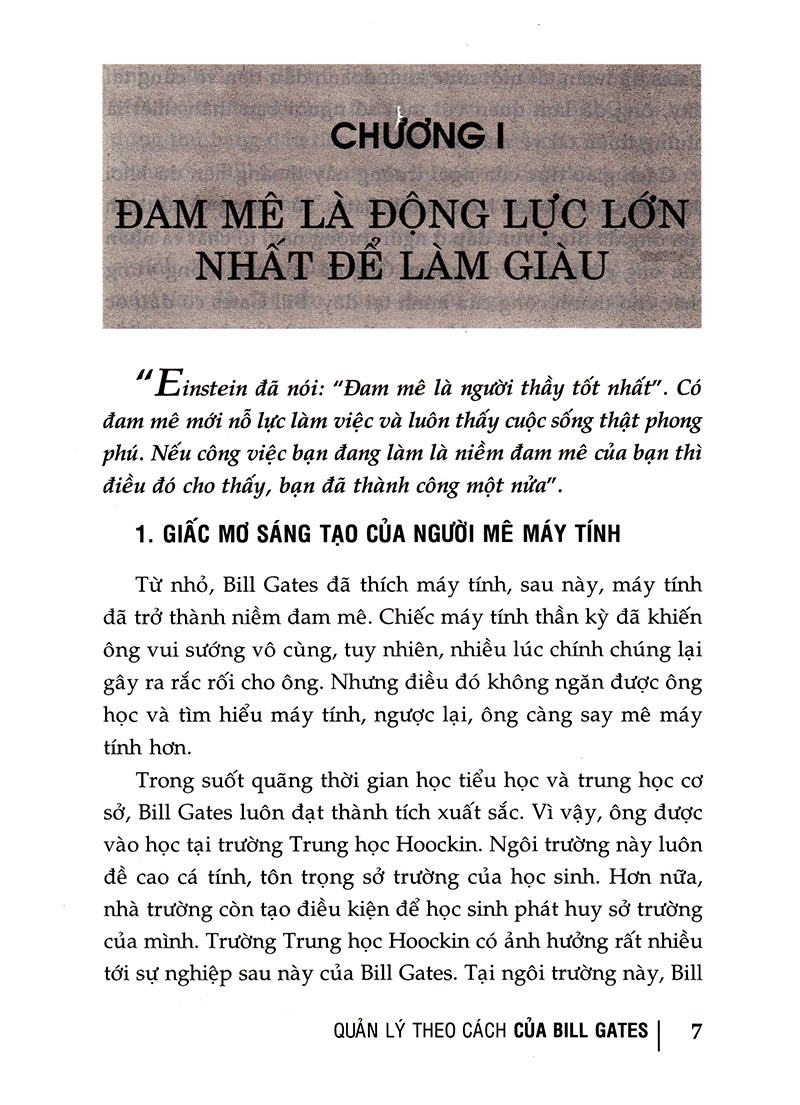 CHƯƠNG I
ĐAM MÊ LÀ ĐỘNG LỰC LỚN
NHẤT ĐỂ LÀM GIÀU
"Einstein đã nói: "Đam mê là người thầy tốt nhất". Có
đam mê mới nỗ lực làm việc và luôn thấy cuộc sống thật phong
phú. Nếu công việc bạn đang làm là niềm đam mê của bạn thì
điều đó cho thấy, bạn đã thành công một nửa".
1. GIẤC MƠ SÁNG TẠO CỦA NGƯỜI MÊ MÁY TÍNH
Từ nhỏ, Bill Gates đã thích máy tính, sau này, máy tính
đã trở thành niềm đam mê. Chiếc máy tính thần kỳ đã khiến
ông vui sướng vô cùng, tuy nhiên, nhiều lúc chính chúng lại
gây ra rắc rối cho ông. Nhưng điều đó không ngăn được ông
học và tìm hiểu máy tính, ngược lại, ông càng say mê máy
tính hơn.
Trong suốt quãng thời gian học tiểu học và trung học cơ
sở, Bill Gates luôn đạt thành tích xuất sắc. Vì vậy, ông được
vào học tại trường Trung học Hoockin. Ngôi trường này luôn
đề cao cá tính, tôn trọng sở trường của học sinh. Hơn nữa,
nhà trường còn tạo điều kiện để học sinh phát huy sở trường
của mình. Trường Trung học Hoockin có ảnh hưởng rất nhiều
tới sự nghiệp sau này của Bill Gates. Tại ngôi trường này, Bill
QUẢN LÝ THEO CÁCH CỦA BILL GATES | 7